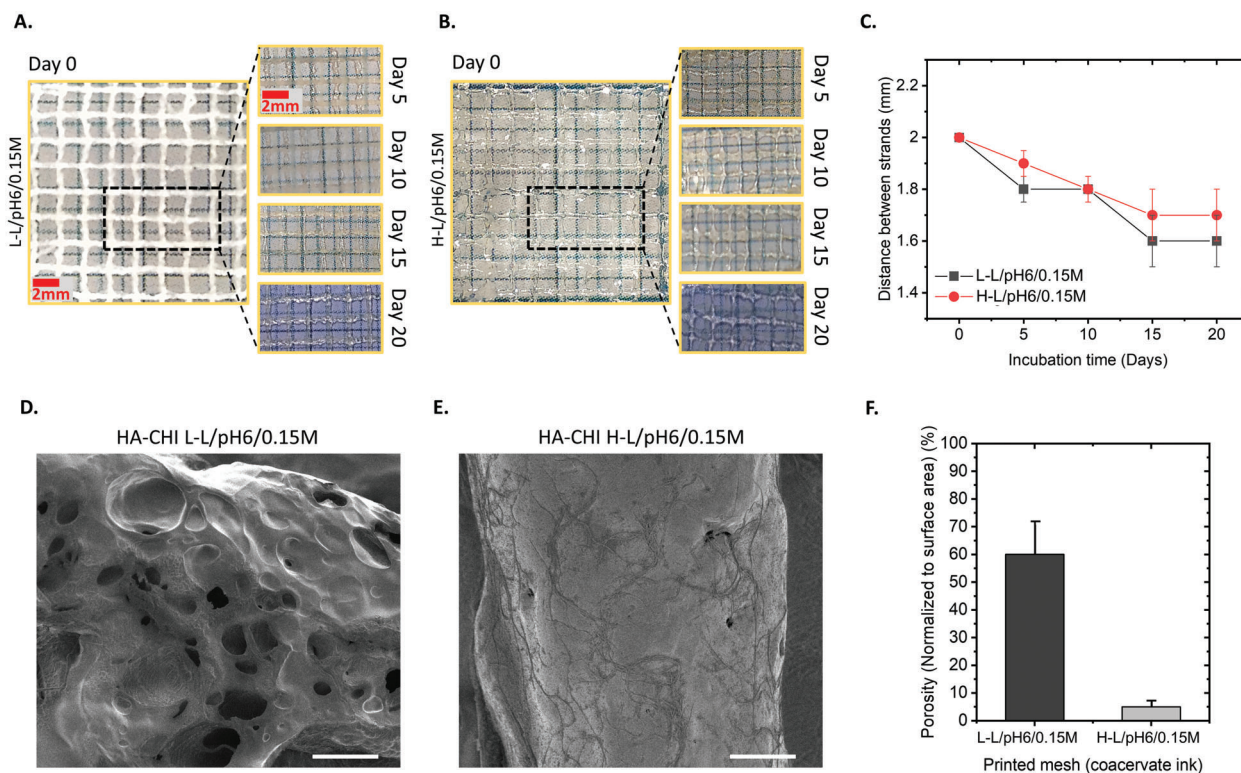 A.
Day 0
L-L/pH6/0.15M
2mm
2mm
Day 5
Day 10
Day 15
Day 20
B.
Day 0
H-L/pH6/0.15M
Day 5
Day 10
Day 15
Day 20
C.
Distance between strands (mm)
2.2
2
1.8
1.6
1.4
L-L/pH6/0.15M
H-L/pH6/0.15M
0
5
10
15
20
Incubation time (Days)
D.
HA-CHI L-L/pH6/0.15M
E.
HA-CHI H-L/pH6/0.15M
F.
Porosity (Normalized to surface area) (%)
100
90
80
70
60
50
40
30
20
10
0
L-L/pH6/0.15M
H-L/pH6/0.15M
Printed mesh (coacervate ink)